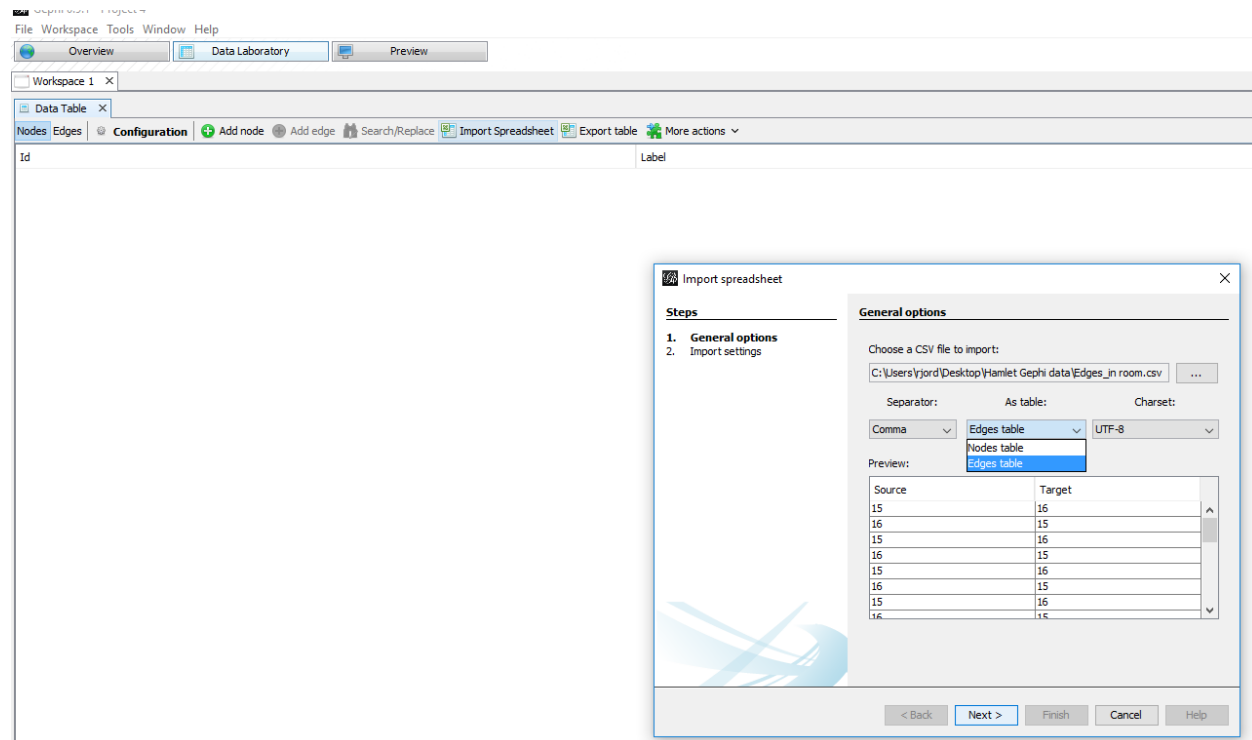 File Workspace Tools Window Help
Overview Data Laboratory Preview
Workspace 1
Data Table
Nodes Edges Configuration Add node Add edge Search/Replace Import Spreadsheet Export table More actions
Id Label
Import spreadsheet
Steps
1. General options
2. Import settings
General options
Choose a CSV file to import:
C:\Users\rjord\Desktop\Hamlet Gephi data\Edges_in room.csv ...
Separator: As table: Charset:
Comma Edges table UTF-8
Nodes table
Edges table
Preview:
Source Target
15 16
16 15
15 16
16 15
15 16
16 15
15 16
16 15
< Back Next > Finish Cancel Help